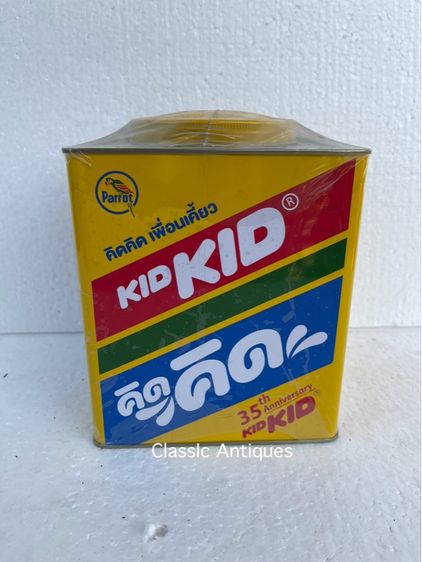 Parrot
คิดคิด เพื่อนเคี้ยว
KID KID ®
คิดคิด
35th
Anniversary
KID KID ®
Classic Antiques